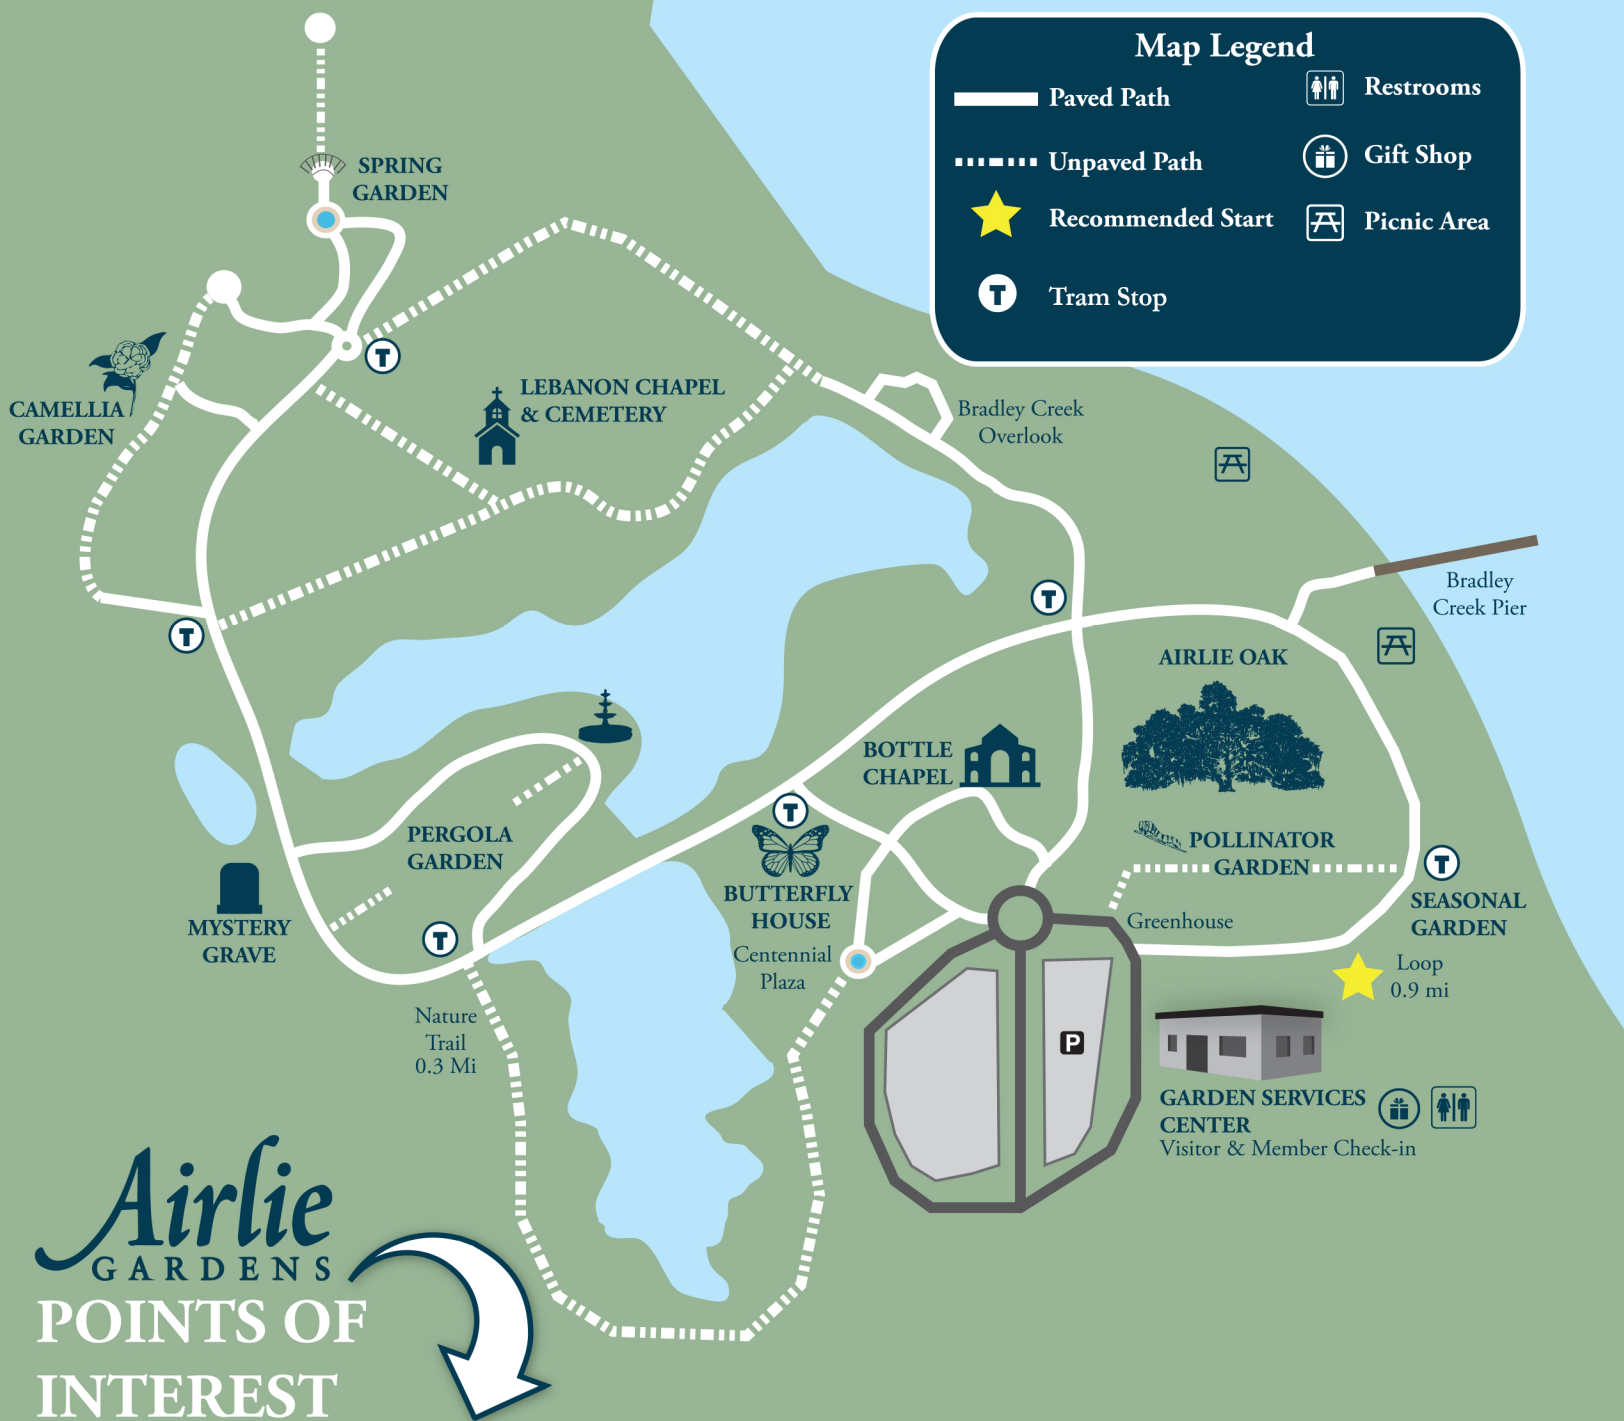 Map Legend
Paved Path
Restrooms
Unpaved Path
Gift Shop
Recommended Start
Picnic Area
T
Tram Stop
SPRING
GARDEN
T
CAMELLIA
GARDEN
LEBANON CHAPEL
& CEMETERY
Bradley Creek
Overlook
Bradley
Creek Pier
T
T
AIRLIE OAK
BOTTLE
CHAPEL
T
PERGOLA
GARDEN
POLLINATOR
GARDEN
T
BUTTERFLY
HOUSE
SEASONAL
GARDEN
MYSTERY
GRAVE
T
Greenhouse
Centennial
Plaza
Loop
0.9 mi
Nature
Trail
0.3 Mi
P
GARDEN SERVICES
CENTER
Visitor & Member Check-in
Airlie
GARDENS
POINTS OF
INTEREST